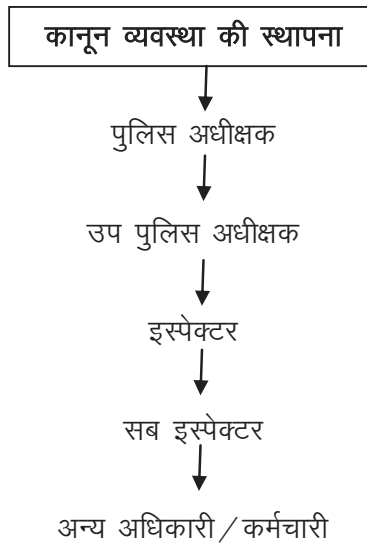 कानून व्यवस्था की स्थापना
पुलिस अधीक्षक
उप पुलिस अधीक्षक
इस्पेक्टर
सब इस्पेक्टर
अन्य अधिकारी / कर्मचारी